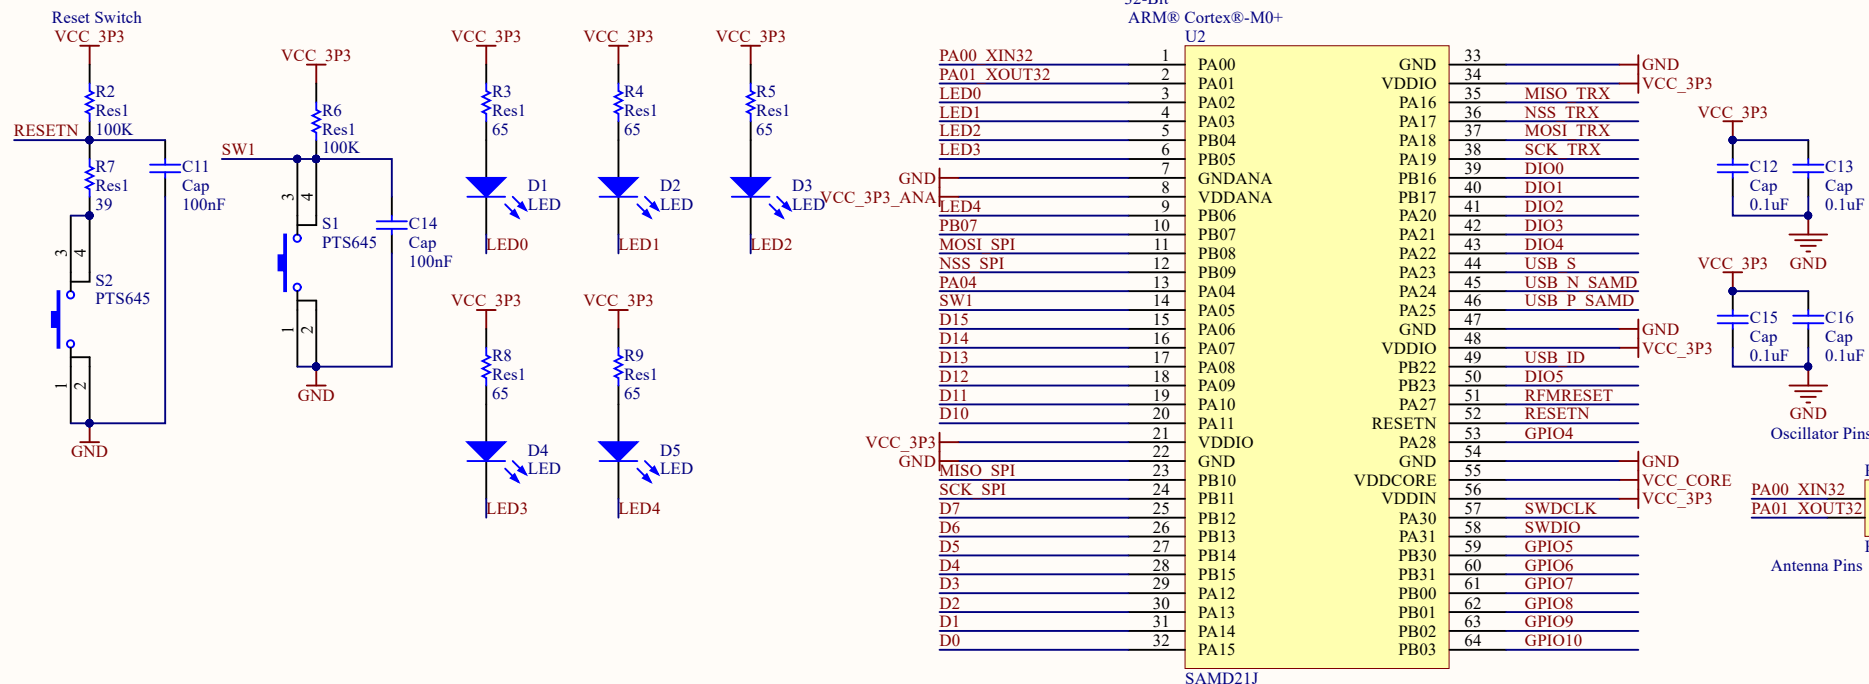 Reset Switch
VCC_3P3
R2
Res1
100K
RESETN
R7
Res1
39
C11
Cap
100nF
3
4
S2
PTS645
1
2
GND
VCC_3P3
R6
Res1
100K
SW1
3
4
S1
PTS645
C14
Cap
100nF
1
2
GND
VCC_3P3
R3
Res1
65
D1
LED
LED0
VCC_3P3
R4
Res1
65
D2
LED
LED1
VCC_3P3
R5
Res1
65
D3
LED
LED2
VCC_3P3
R8
Res1
65
D4
LED
LED3
VCC_3P3
R9
Res1
65
D5
LED
LED4
32-Bit
ARM® Cortex®-M0+
U2
PA00_XIN32 1 PA00
PA01_XOUT32 2 PA01
LED0 3 PA02
LED1 4 PA03
LED2 5 PB04
LED3 6 PB05
GND 7 GNDANA
VCC_3P3_ANA 8 VDDANA
LED4 9 PB06
PB07 10 PB07
MOSI_SPI 11 PB08
NSS_SPI 12 PB09
PA04 13 PA04
SW1 14 PA05
D15 15 PA06
D14 16 PA07
D13 17 PA08
D12 18 PA09
D11 19 PA10
D10 20 PA11
VCC_3P3 21 VDDIO
GND 22 GND
MISO_SPI 23 PB10
SCK_SPI 24 PB11
D7 25 PB12
D6 26 PB13
D5 27 PB14
D4 28 PB15
D3 29 PA12
D2 30 PA13
D1 31 PA14
D0 32 PA15
GND 33 GND
VDDIO 34 VCC_3P3
PA16 35 MISO_TRX
PA17 36 NSS_TRX
PA18 37 MOSI_TRX
PA19 38 SCK_TRX
PB16 39 DIO0
PB17 40 DIO1
PA20 41 DIO2
PA21 42 DIO3
PA22 43 DIO4
PA23 44 USB_S
PA24 45 USB_N_SAMD
PA25 46 USB_P_SAMD
GND 47 GND
VDDIO 48 VCC_3P3
PB22 49 USB_ID
PB23 50 DIO5
PA27 51 RFMRESET
RESETN 52 RESETN
PA28 53 GPIO4
GND 54 GND
VDDCORE 55 VCC_CORE
VDDIN 56 VCC_3P3
PA30 57 SWDCLK
PA31 58 SWDIO
PB30 59 GPIO5
PB31 60 GPIO6
PB00 61 GPIO7
PB01 62 GPIO8
PB02 63 GPIO9
PB03 64 GPIO10
SAMD21J
VCC_3P3
C12
Cap
0.1uF
C13
Cap
0.1uF
GND
VCC_3P3
C15
Cap
0.1uF
C16
Cap
0.1uF
GND
Oscillator Pins
PA00_XIN32
PA01_XOUT32
Antenna Pins